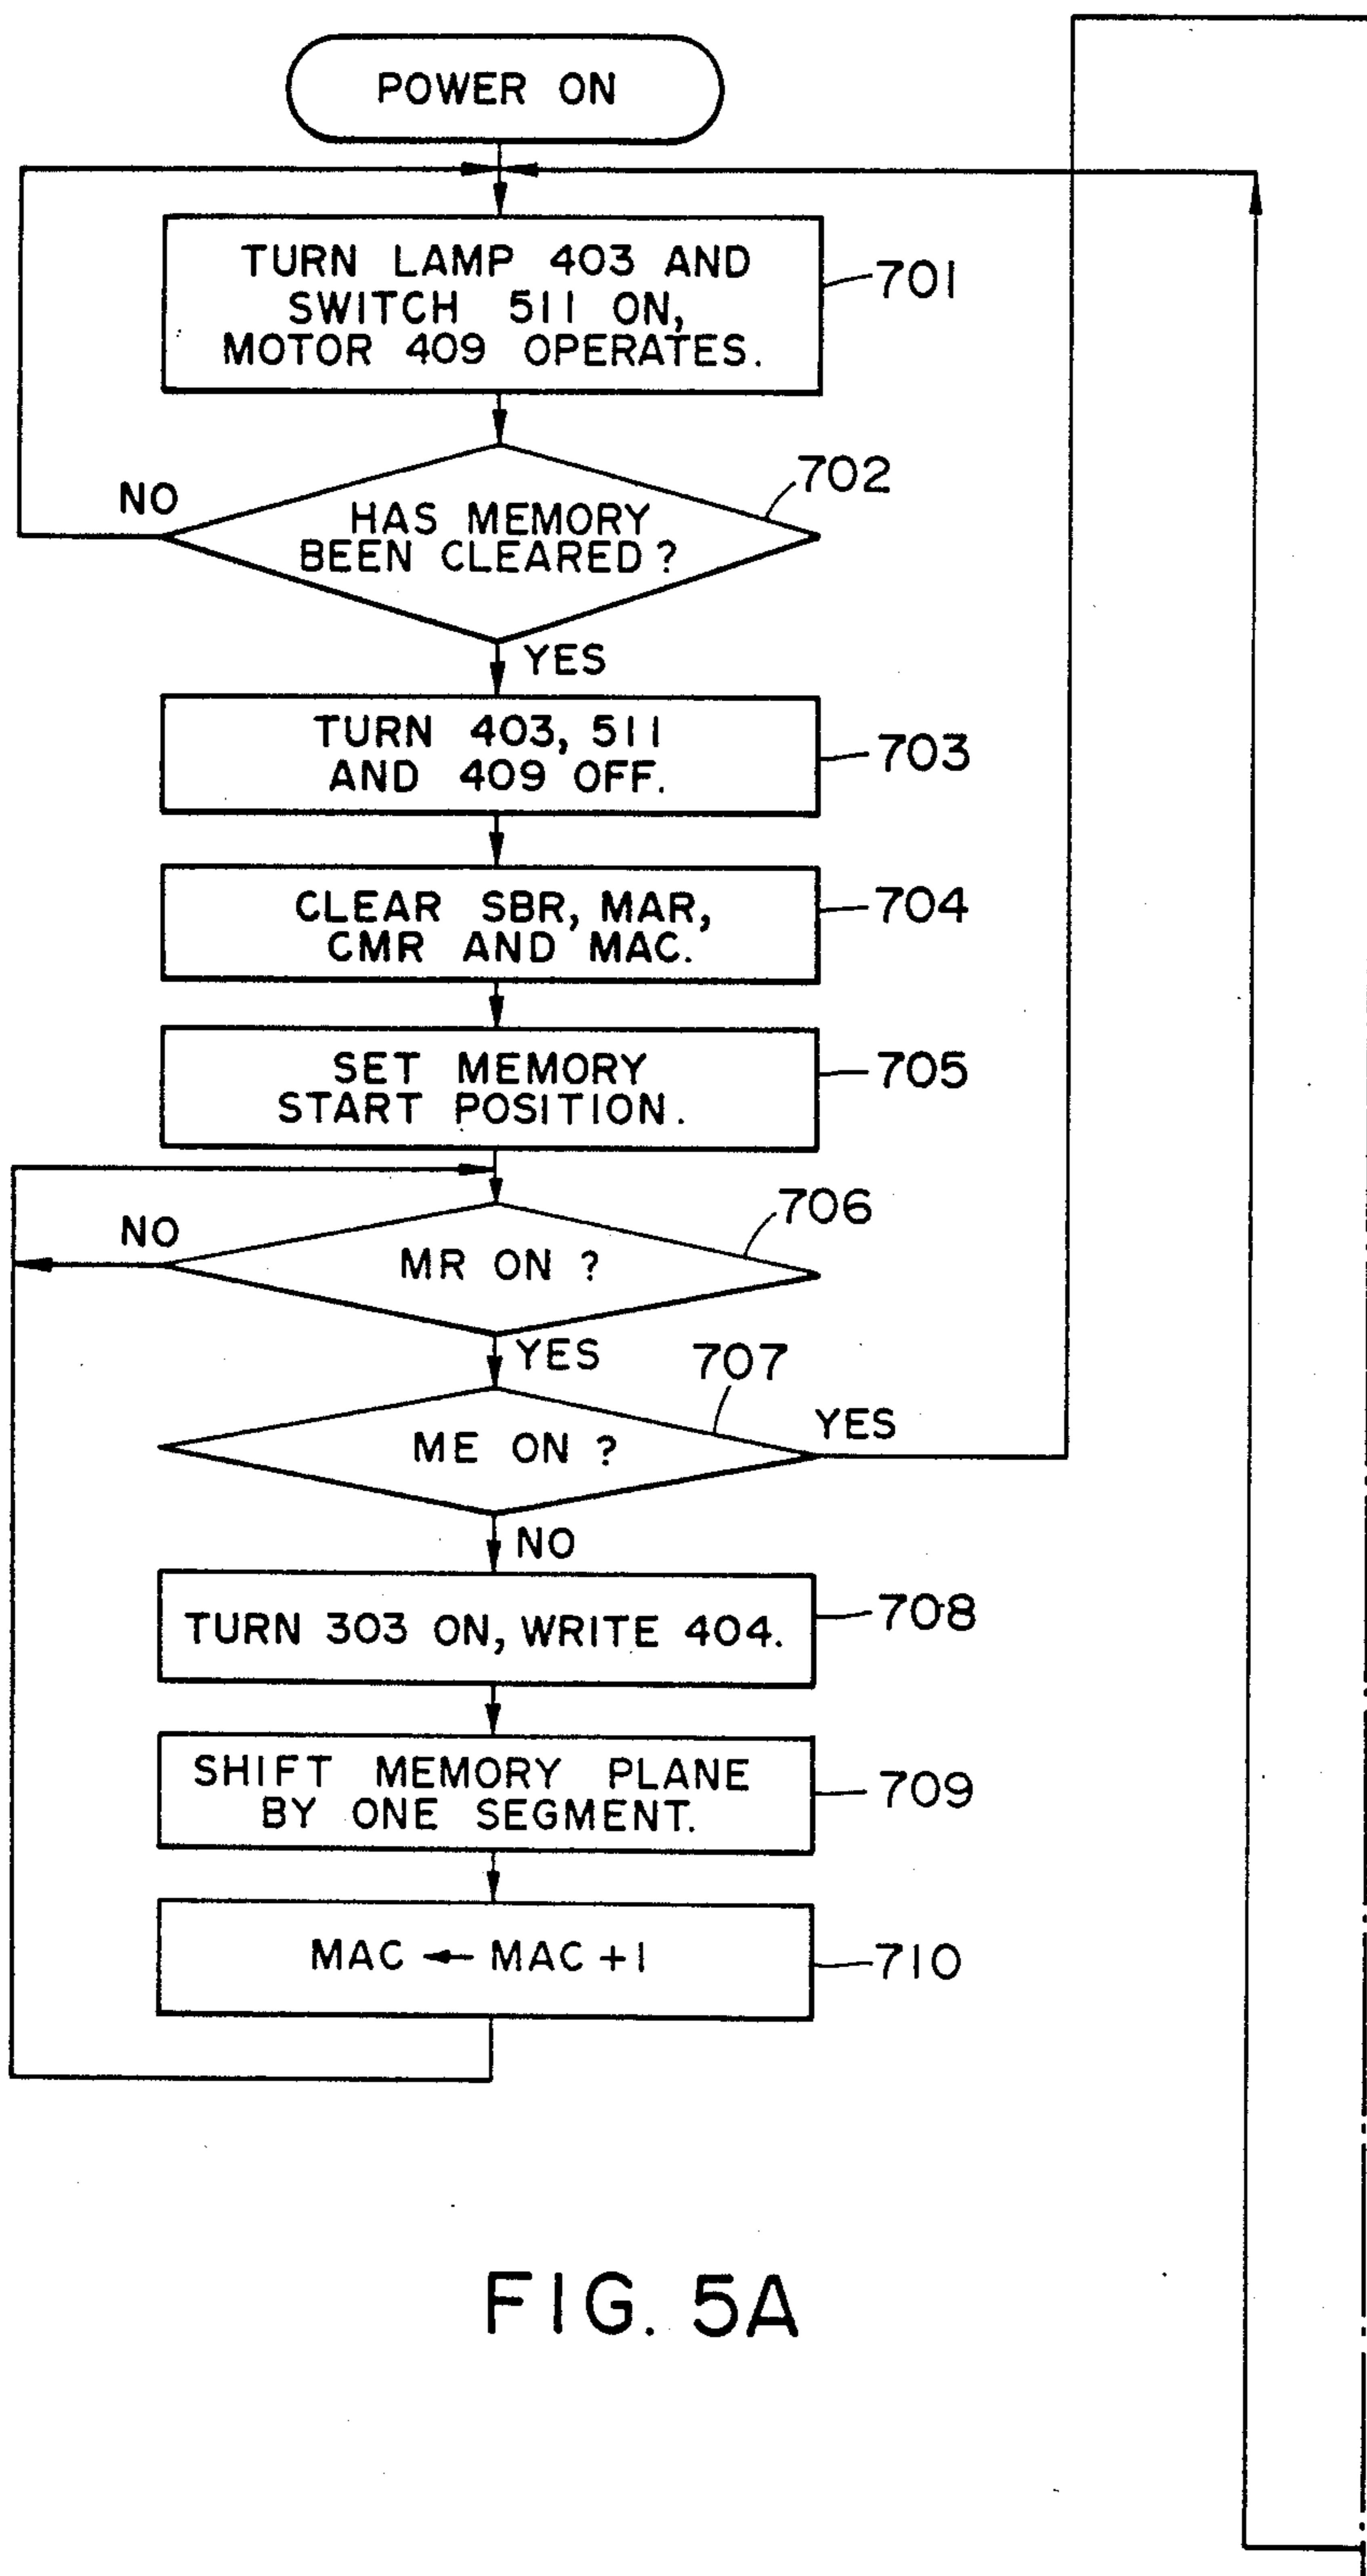 POWER ON
TURN LAMP 403 AND
SWITCH 511 ON,
MOTOR 409 OPERATES.
701
702
NO
HAS MEMORY
BEEN CLEARED?
YES
TURN 403, 511
AND 409 OFF.
703
CLEAR SBR, MAR,
CMR AND MAC.
704
SET MEMORY
START POSITION.
705
706
NO
MR ON ?
YES
707
YES
ME ON ?
NO
TURN 303 ON, WRITE 404.
708
SHIFT MEMORY PLANE
BY ONE SEGMENT.
709
MAC ← MAC +1
710
FIG. 5A